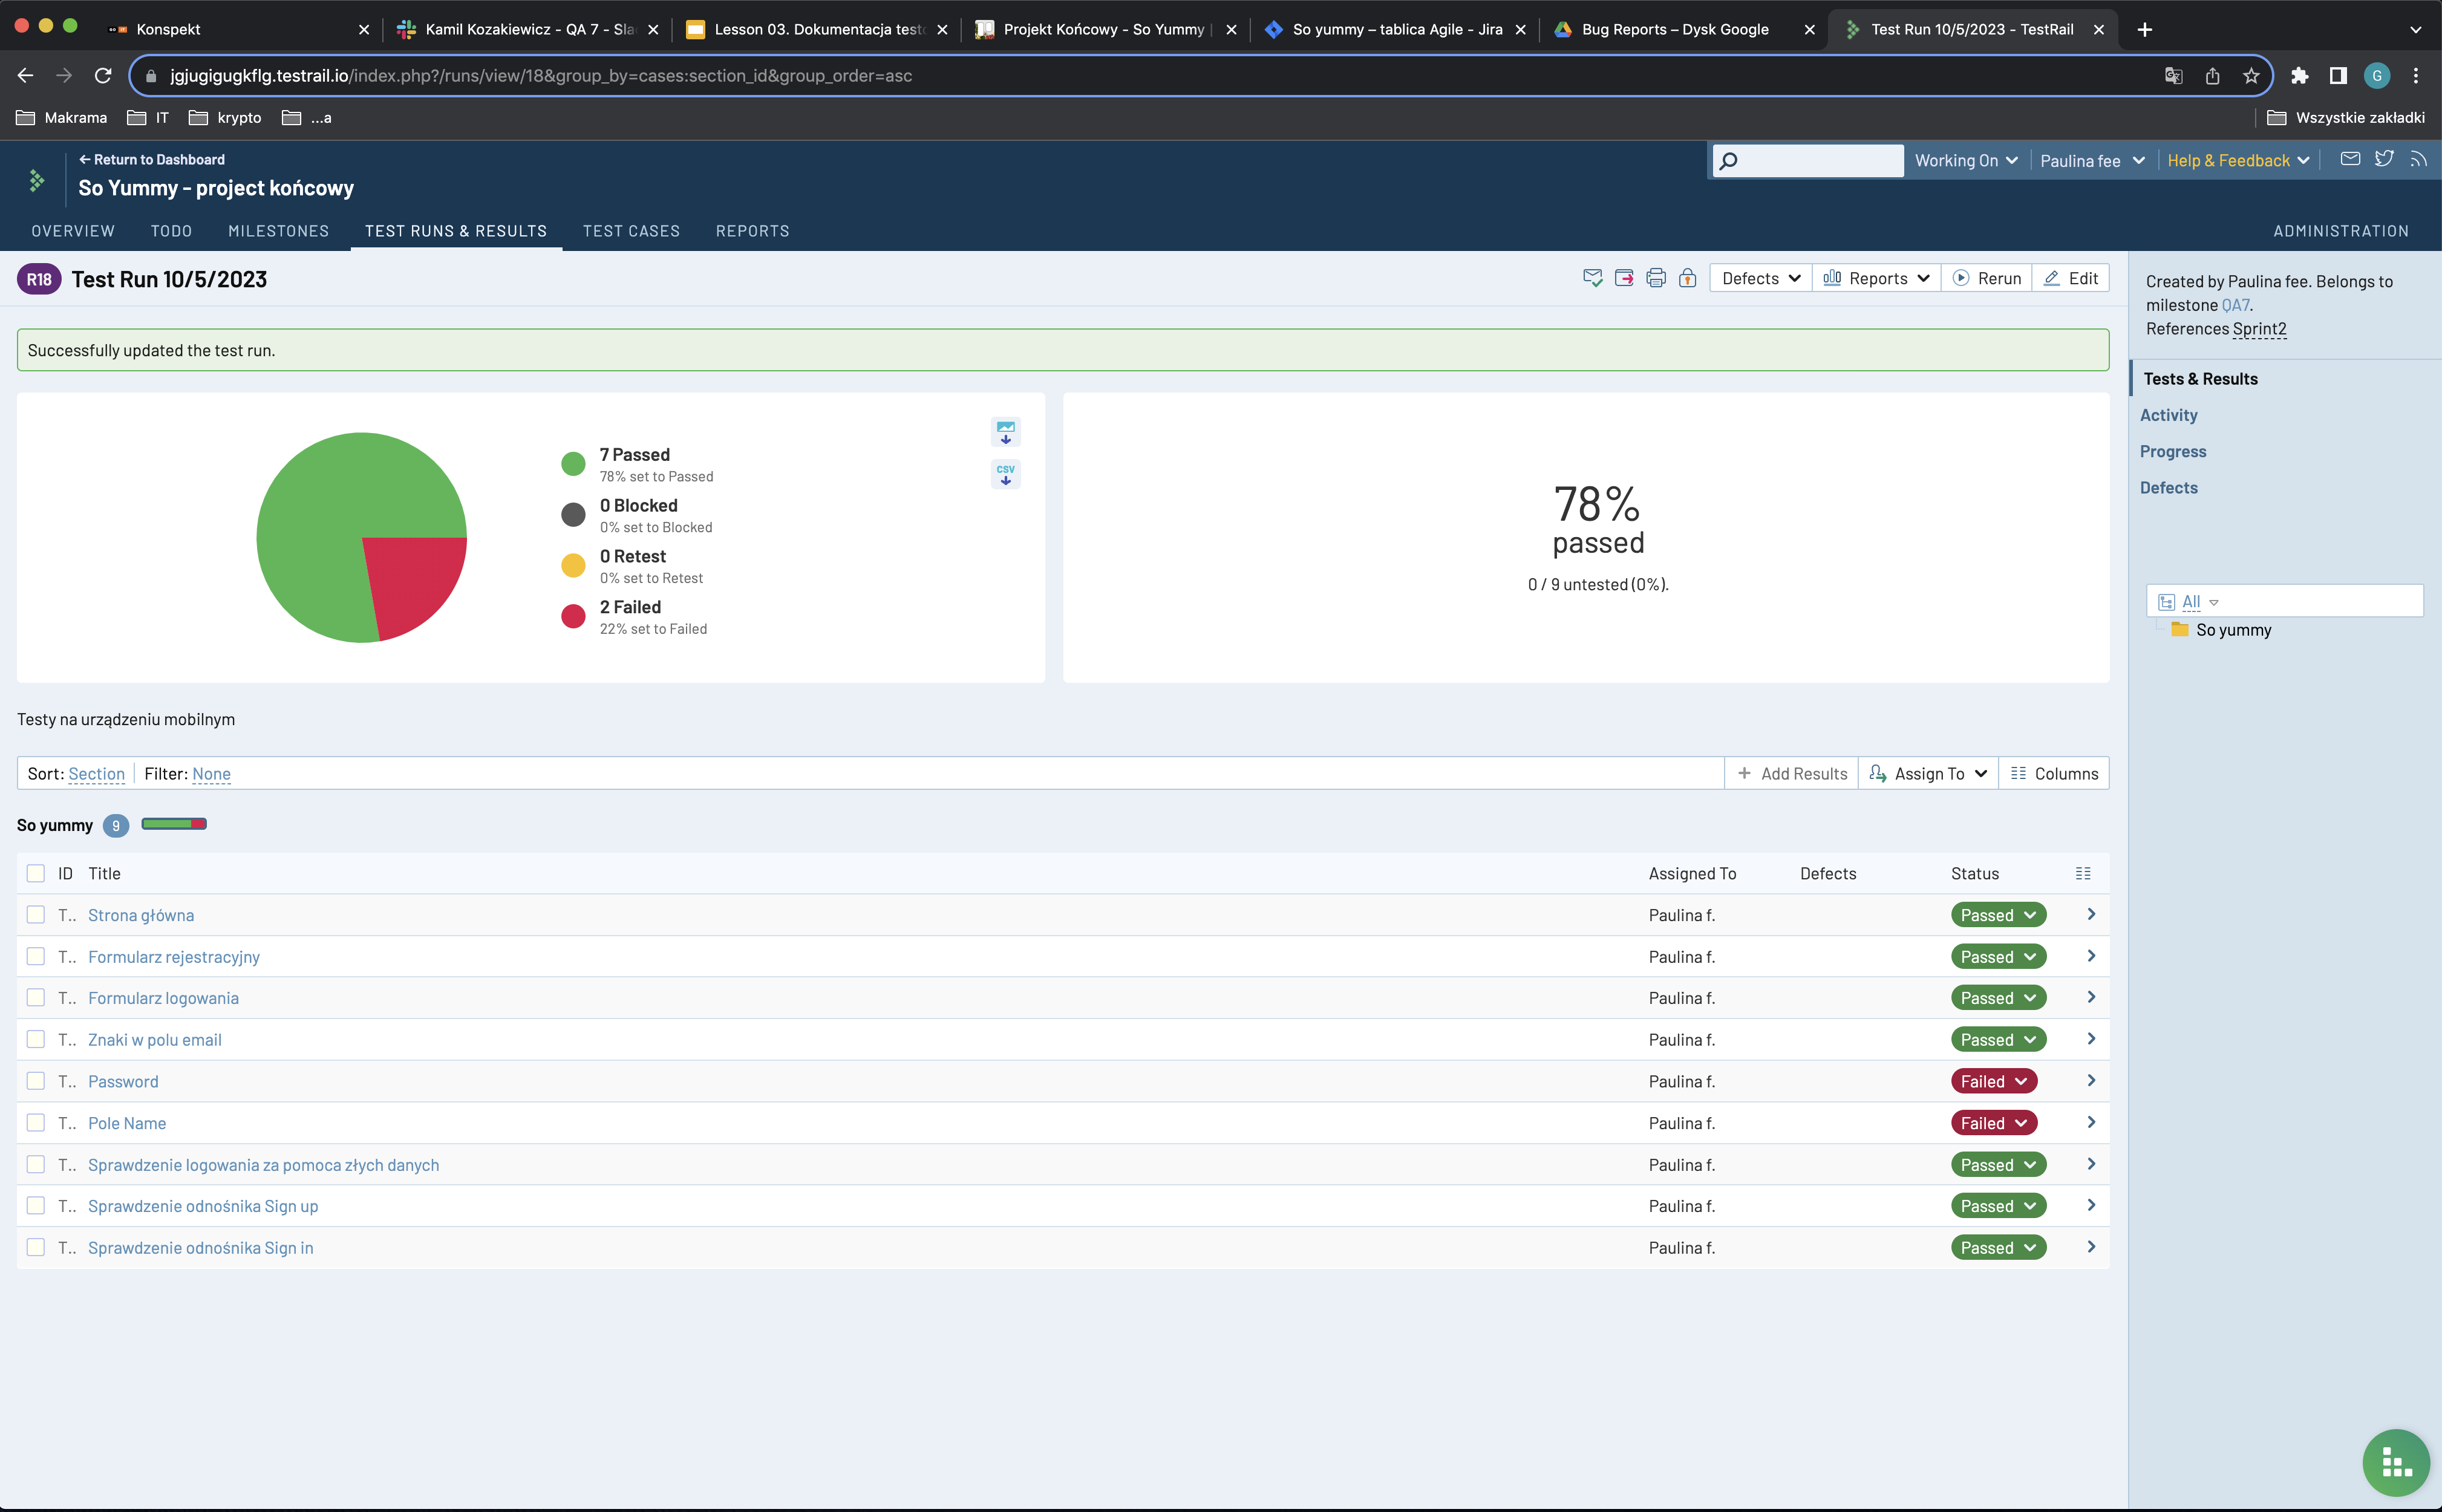 Konspekt
Kamil Kozakiewicz - QA 7 - Sla
Lesson 03. Dokumentacja test
Projekt Końcowy - So Yummy
So yummy – tablica Agile - Jira
Bug Reports – Dysk Google
Test Run 10/5/2023 - TestRail
jgjugigugkflg.testrail.io/index.php?/runs/view/18&group_by=cases:section_id&group_order=asc
G
Makrama
IT
krypto
...a
Wszystkie zakładki
Return to Dashboard
So Yummy - project końcowy
Working On
Paulina fee
Help & Feedback
OVERVIEW
TODO
MILESTONES
TEST RUNS & RESULTS
TEST CASES
REPORTS
ADMINISTRATION
R18
Test Run 10/5/2023
Defects
Reports
Rerun
Edit
Created by Paulina fee. Belongs to
milestone QA7.
References Sprint2
Successfully updated the test run.
Tests & Results
Activity
Progress
Defects
7 Passed
78% set to Passed
0 Blocked
0% set to Blocked
0 Retest
0% set to Retest
2 Failed
22% set to Failed
CSV
78%
passed
0 / 9 untested (0%).
All
So yummy
Testy na urządzeniu mobilnym
Sort: Section
Filter: None
Add Results
Assign To
Columns
So yummy 9
ID Title Assigned To Defects Status
T.. Strona główna Paulina f. Passed
T.. Formularz rejestracyjny Paulina f. Passed
T.. Formularz logowania Paulina f. Passed
T.. Znaki w polu email Paulina f. Passed
T.. Password Paulina f. Failed
T.. Pole Name Paulina f. Failed
T.. Sprawdzenie logowania za pomoca złych danych Paulina f. Passed
T.. Sprawdzenie odnośnika Sign up Paulina f. Passed
T.. Sprawdzenie odnośnika Sign in Paulina f. Passed